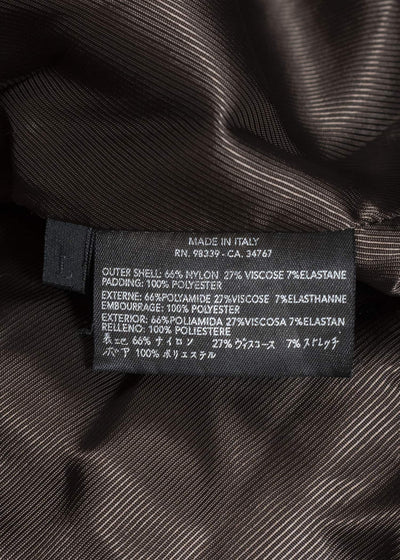 MADE IN ITALY
RN. 98339 - CA. 34767
OUTER SHELL: 66% NYLON 27% VISCOSE 7%ELASTANE
PADDING: 100% POLYESTER
EXTERNE: 66%POLYAMIDE 27%VISCOSE 7%ELASTHANNE
EMBOURRAGE: 100% POLYESTER
EXTERIOR: 66%POLIAMIDA 27%VISCOSA 7%ELASTAN
RELLENO: 100% POLIESTERE
表地 66% ナイロン 27% ヴィスコース 7% ストレッチ
ボア 100% ポリエステル